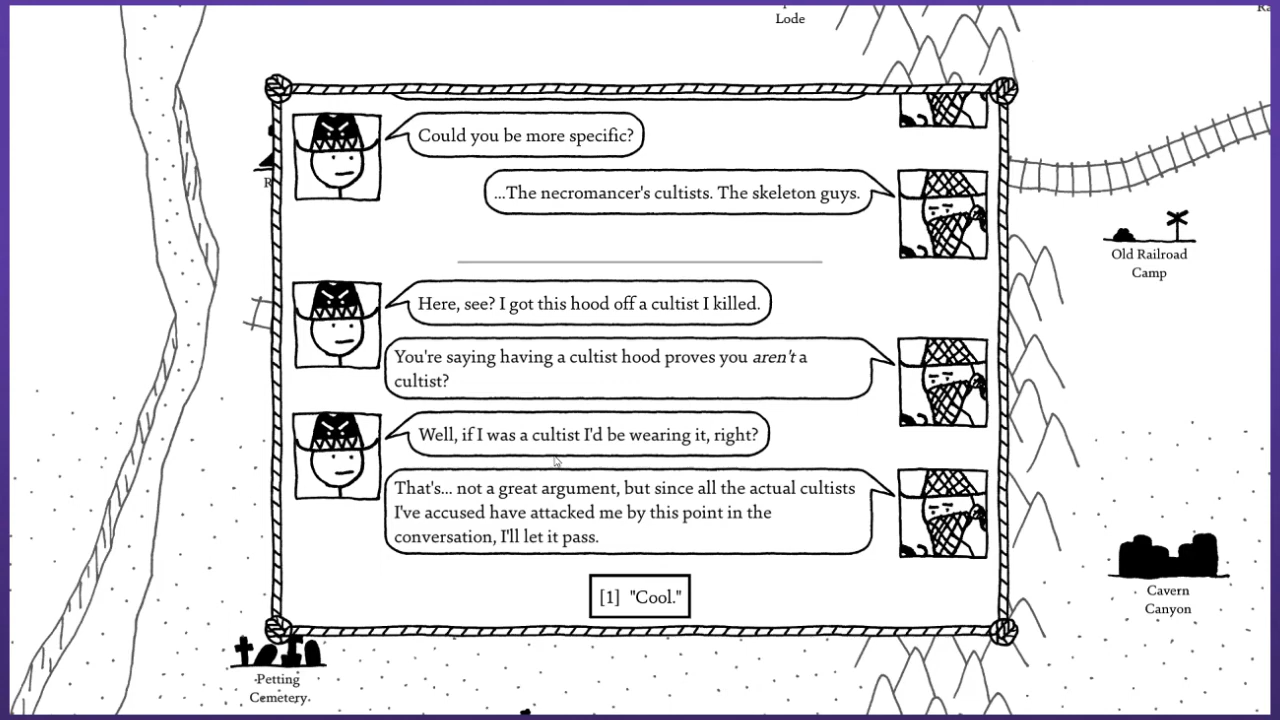 Lode
Could you be more specific?
...The necromancer's cultists. The skeleton guys.
Here, see? I got this hood off a cultist I killed.
You're saying having a cultist hood proves you aren't a
cultist?
Well, if I was a cultist I'd be wearing it, right?
That's... not a great argument, but since all the actual cultists
I've accused have attacked me by this point in the
conversation, I'll let it pass.
[1] "Cool."
Old Railroad
Camp
Cavern
Canyon
Petting
Cemetery